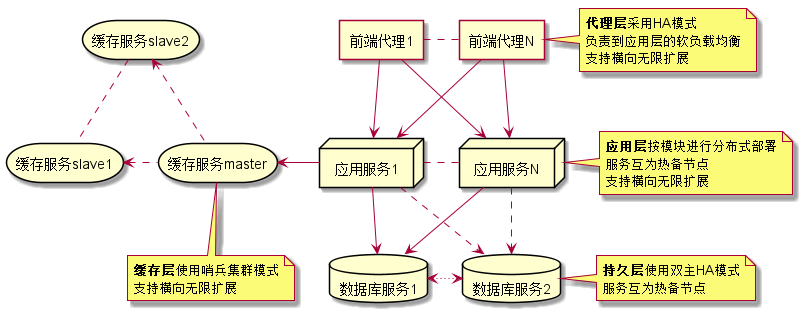 缓存服务slave2
前端代理1
前端代理N
代理层采用HA模式
负责到应用层的软负载均衡
支持横向无限扩展
缓存服务slave1
缓存服务master
应用服务1
应用服务N
应用层按模块进行分布式部署
服务互为热备节点
支持横向无限扩展
缓存层使用哨兵集群模式
支持横向无限扩展
数据库服务1
数据库服务2
持久层使用双主HA模式
服务互为热备节点